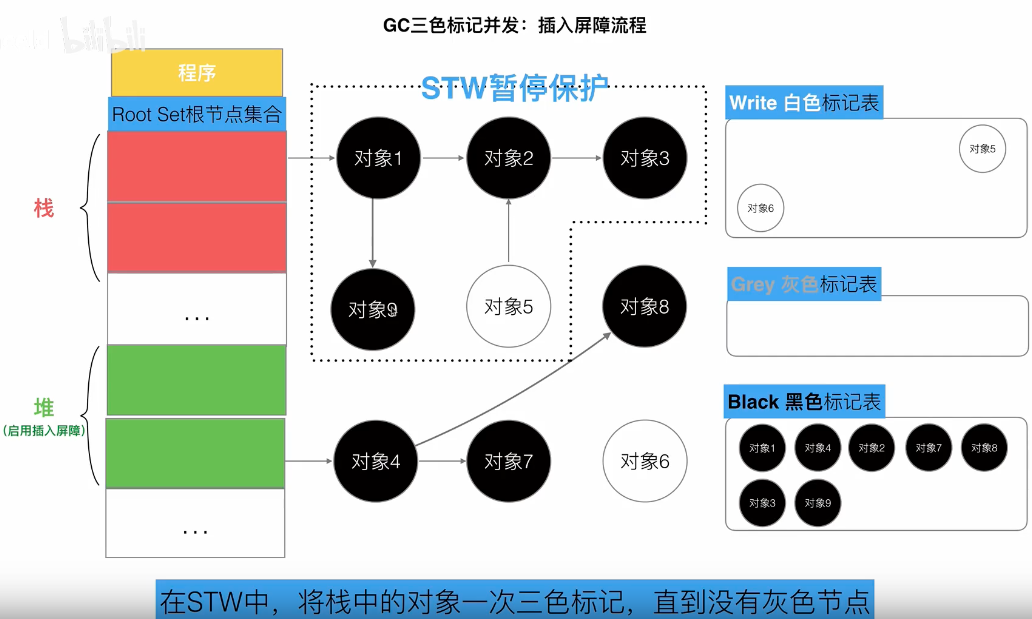 GC三色标记并发：插入屏障流程
bilibili
程序
Root Set根节点集合
栈
...
堆
(启用插入屏障)
...
STW暂停保护
对象1
对象2
对象3
对象9
对象5
对象8
对象4
对象7
对象6
Write 白色标记表
对象5
对象6
Grey 灰色标记表
Black 黑色标记表
对象1
对象4
对象2
对象7
对象8
对象3
对象9
在STW中，将栈中的对象一次三色标记，直到没有灰色节点